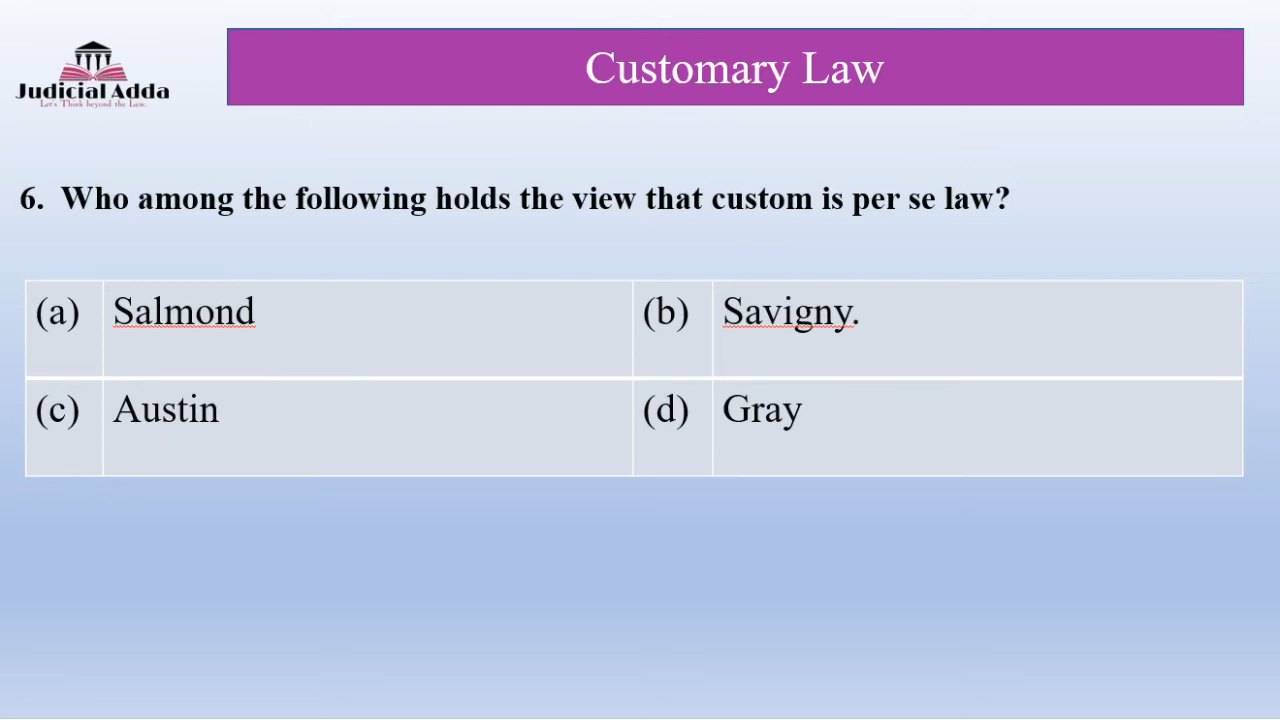 Customary Law
Judicial Adda
Let's Think beyond the Law.
6. Who among the following holds the view that custom is per se law?
(a) Salmond (b) Savigny.
(c) Austin (d) Gray